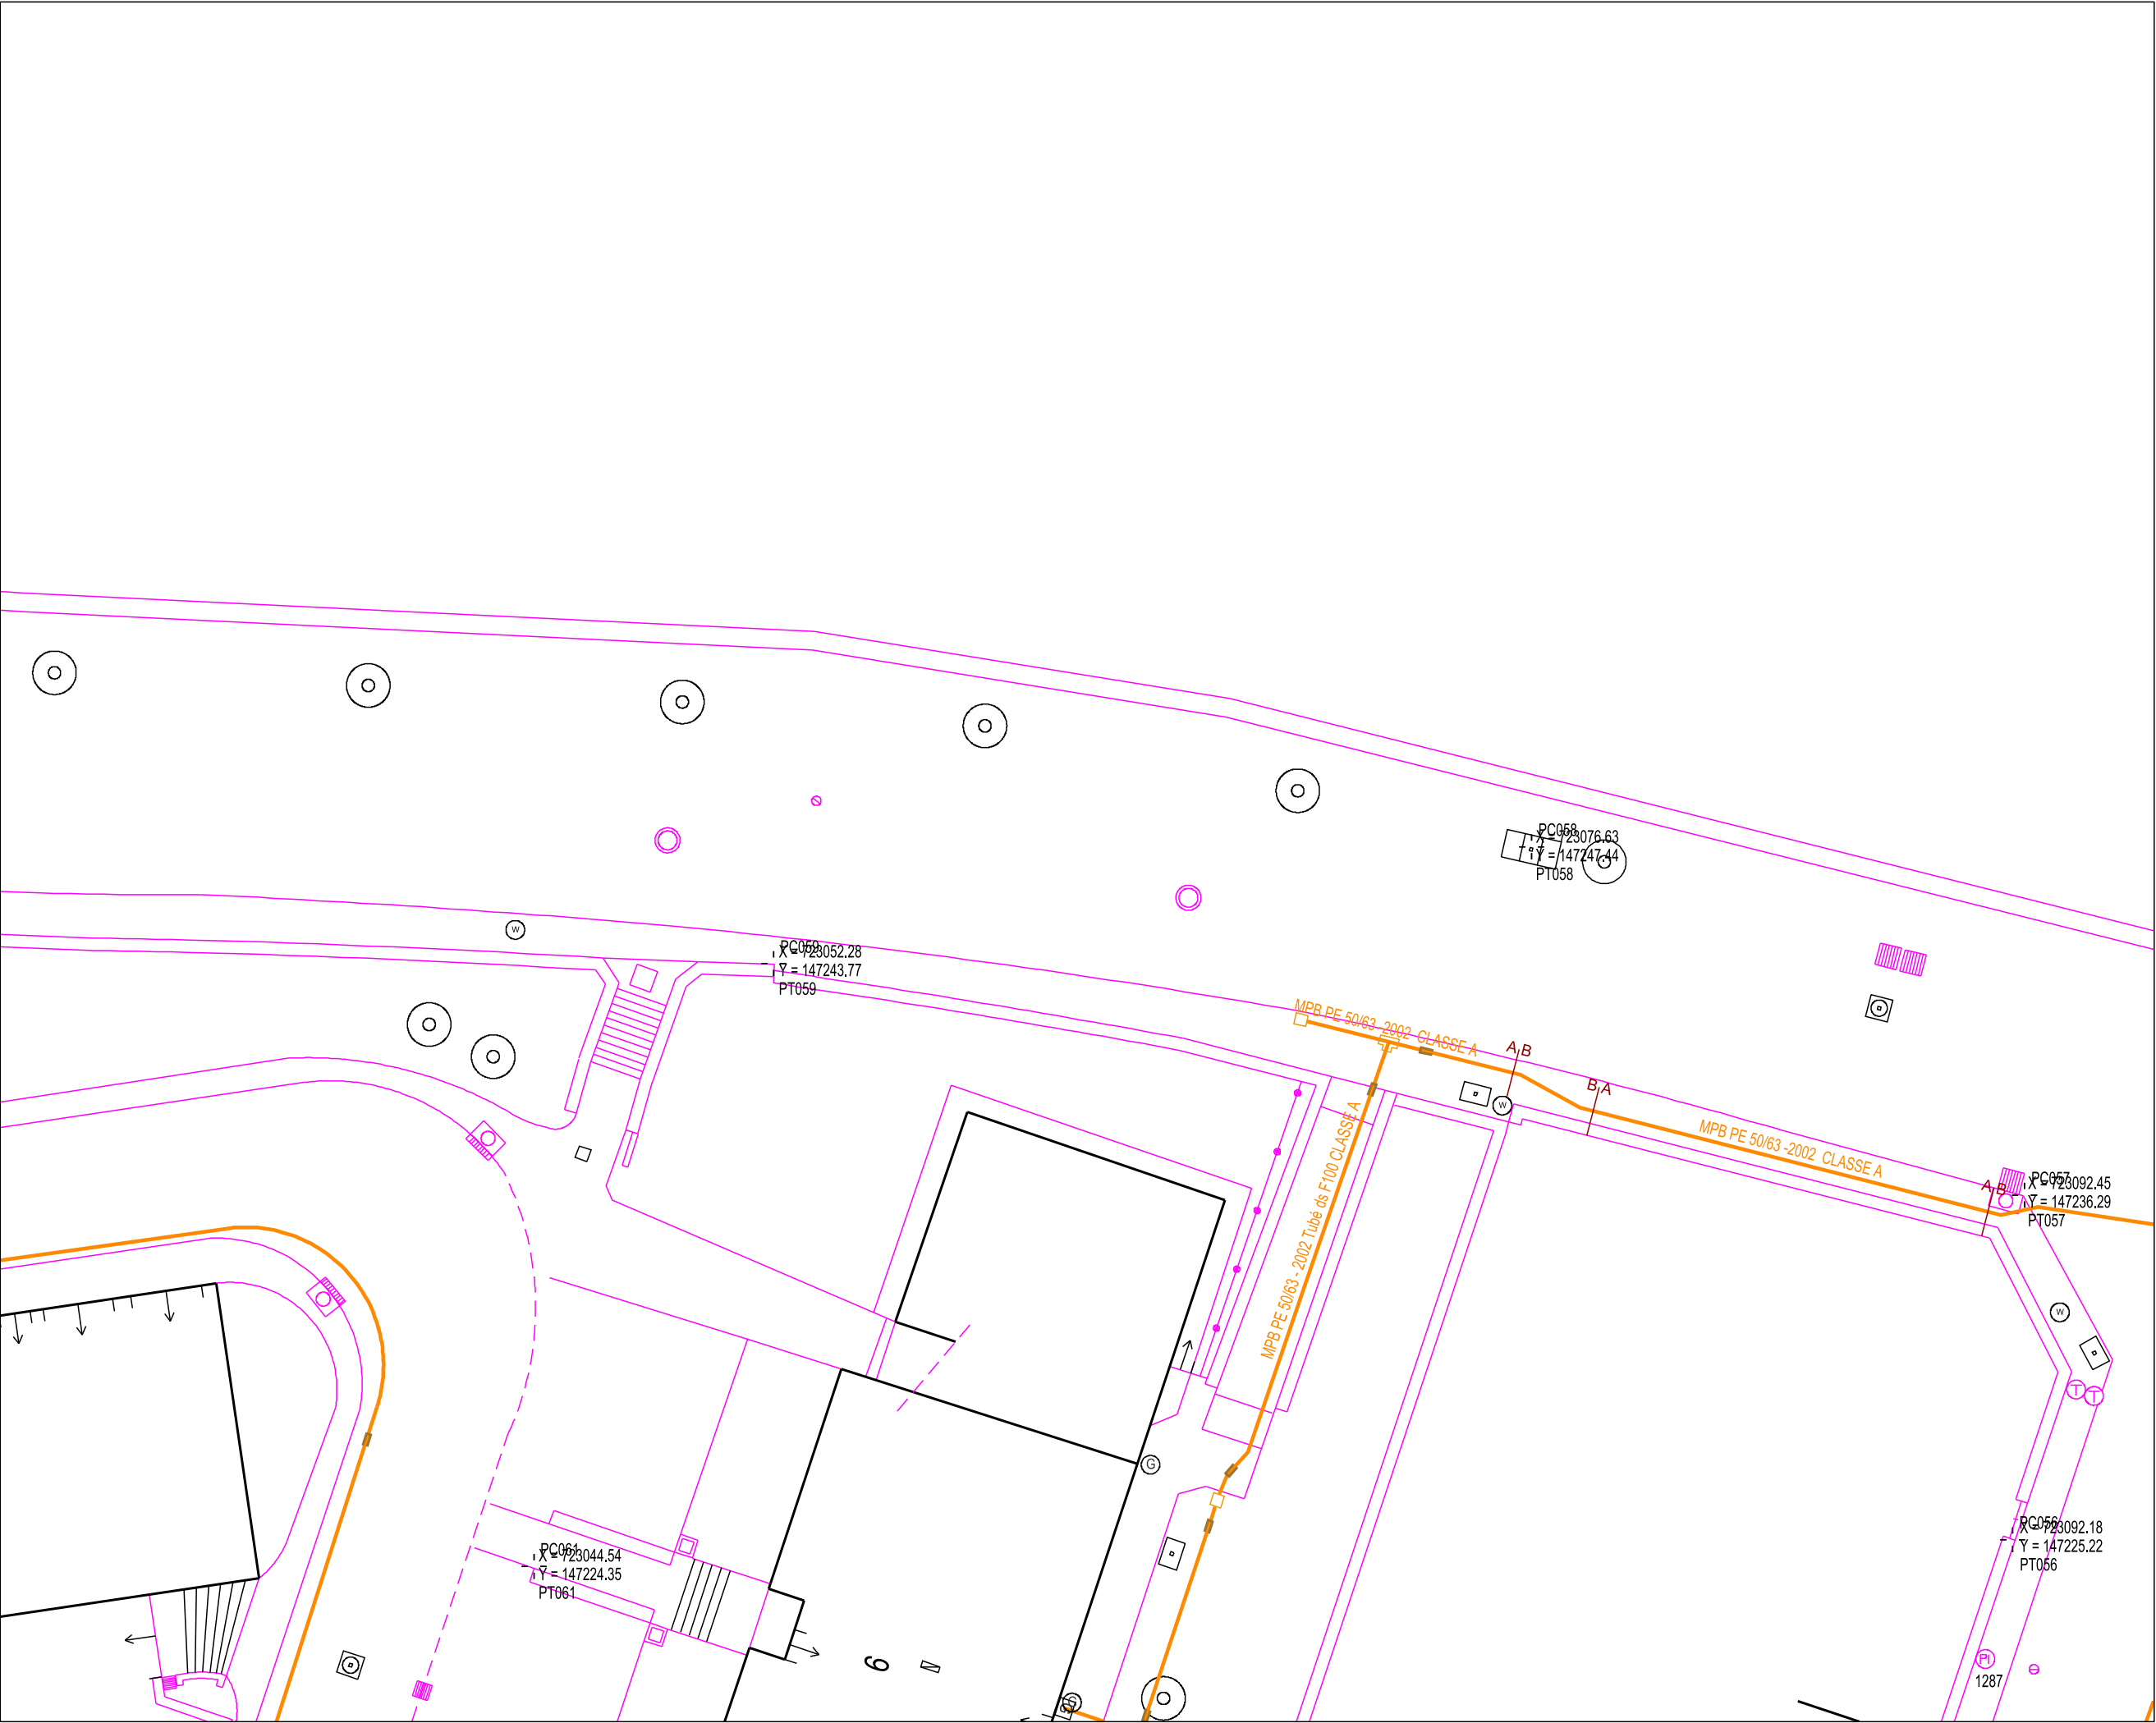 PC058
X = 723076.63
Y = 147247.44
PT058
W
PC059
X = 723052.28
Y = 147243.77
PT059
MPB PE 50/63 -2002 CLASSE A
A B
B A
W
MPB PE 50/63 -2002 CLASSE A
MPB PE 50/63 - 2002 Tubé ds F100 CLASSE A
A B
PC057
X = 723092.45
Y = 147236.29
PT057
W
T
T
G
PC056
X = 723092.18
Y = 147225.22
PT056
PC061
X = 723044.54
Y = 147224.35
PT061
9
PI
1287
G